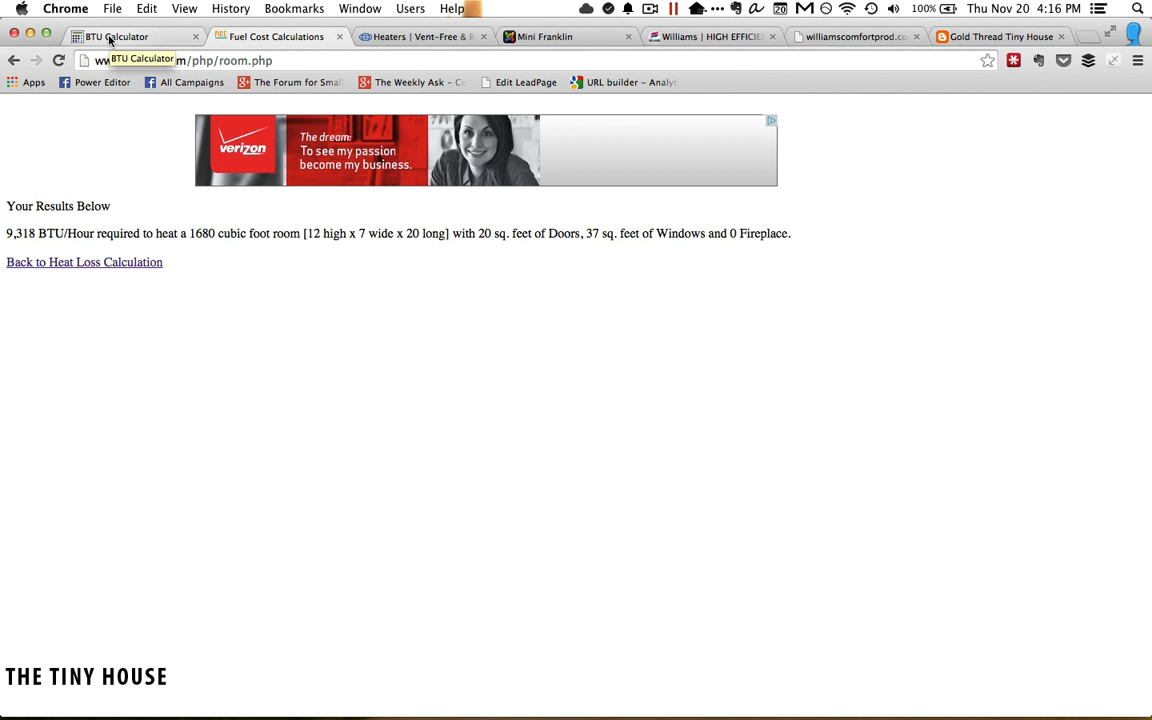 Chrome File Edit View History Bookmarks Window Users Help 20 100% Thu Nov 20 4:16 PM
BTU Calculator Fuel Cost Calculations Heaters | Vent-Free & R Mini Franklin Williams | HIGH EFFICIE williamscomfortprod.co Gold Thread Tiny House
/php/room.php
BTU Calculator
Apps Power Editor All Campaigns The Forum for Smal The Weekly Ask - Co Edit LeadPage URL builder - Analy
verizon
The dream:
To see my passion
become my business.
Your Results Below
9,318 BTU/Hour required to heat a 1680 cubic foot room [12 high x 7 wide x 20 long] with 20 sq. feet of Doors, 37 sq. feet of Windows and 0 Fireplace.
Back to Heat Loss Calculation
THE TINY HOUSE